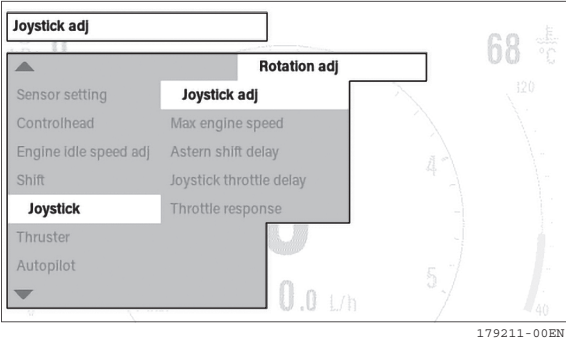 Joystick adj
68 °C
Rotation adj
Sensor setting
Joystick adj
120
Controlhead
Max engine speed
Engine idle speed adj
Astern shift delay
4
Shift
Joystick throttle delay
Joystick
Throttle response
Thruster
Autopilot
5
0.0 L/h
40
179211-00EN